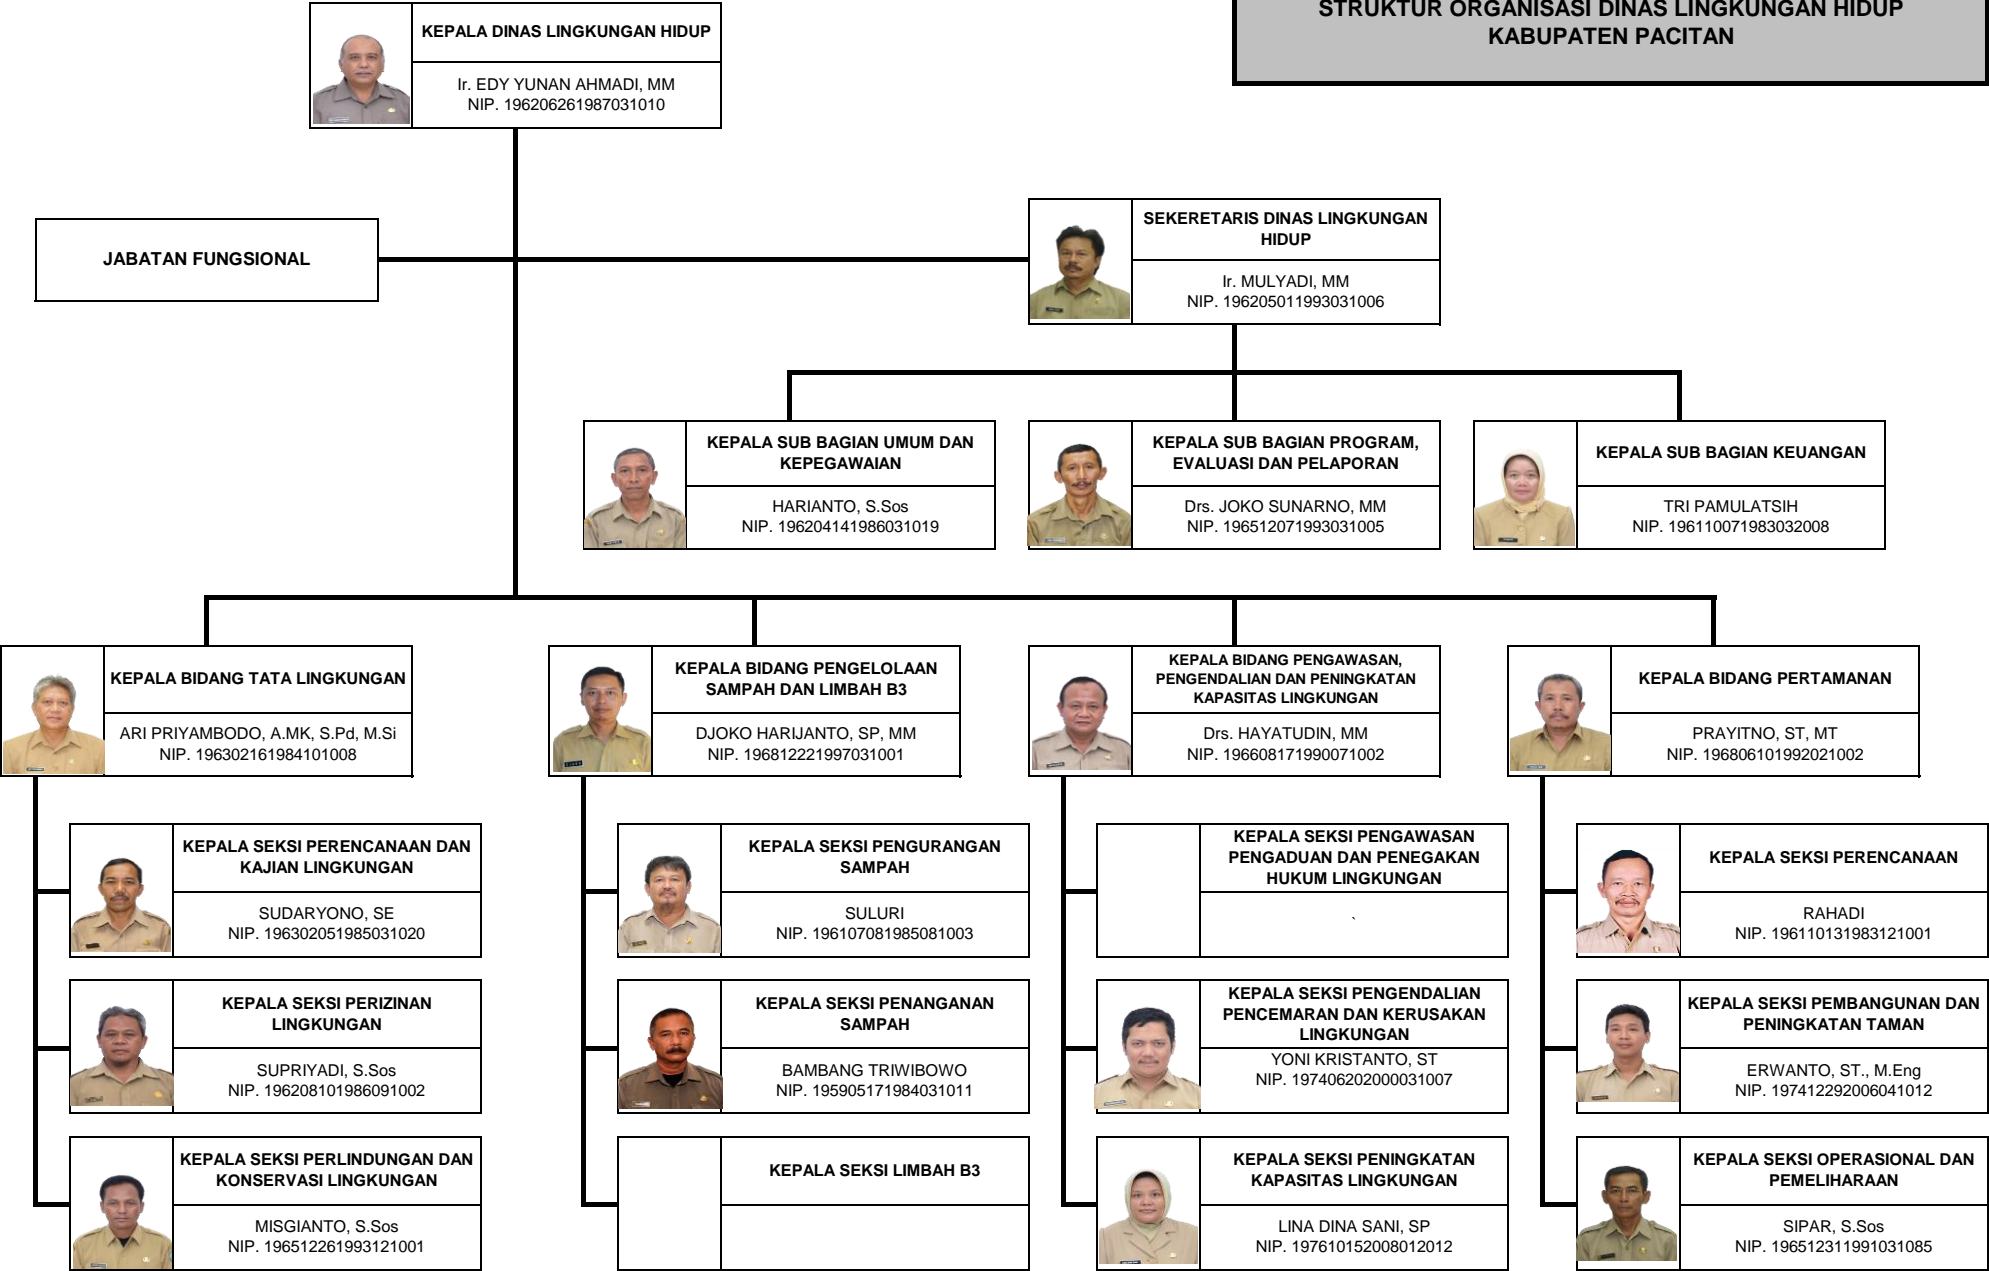 STRUKTUR ORGANISASI DINAS LINGKUNGAN HIDUP
KABUPATEN PACITAN
KEPALA DINAS LINGKUNGAN HIDUP
Ir. EDY YUNAN AHMADI, MM
NIP. 196206261987031010
JABATAN FUNGSIONAL
SEKERETARIS DINAS LINGKUNGAN
HIDUP
Ir. MULYADI, MM
NIP. 196205011993031006
KEPALA SUB BAGIAN UMUM DAN
KEPEGAWAIAN
HARIANTO, S.Sos
NIP. 196204141986031019
KEPALA SUB BAGIAN PROGRAM,
EVALUASI DAN PELAPORAN
Drs. JOKO SUNARNO, MM
NIP. 196512071993031005
KEPALA SUB BAGIAN KEUANGAN
TRI PAMULATSIH
NIP. 196110071983032008
KEPALA BIDANG TATA LINGKUNGAN
ARI PRIYAMBODO, A.MK, S.Pd, M.Si
NIP. 196302161984101008
KEPALA BIDANG PENGELOLAAN
SAMPAH DAN LIMBAH B3
DJOKO HARIJANTO, SP, MM
NIP. 196812221997031001
KEPALA BIDANG PENGAWASAN,
PENGENDALIAN DAN PENINGKATAN
KAPASITAS LINGKUNGAN
Drs. HAYATUDIN, MM
NIP. 196608171990071002
KEPALA BIDANG PERTAMANAN
PRAYITNO, ST, MT
NIP. 196806101992021002
KEPALA SEKSI PERENCANAAN DAN
KAJIAN LINGKUNGAN
SUDARYONO, SE
NIP. 196302051985031020
KEPALA SEKSI PENGURANGAN
SAMPAH
SULURI
NIP. 196107081985081003
KEPALA SEKSI PENGAWASAN
PENGADUAN DAN PENEGAKAN
HUKUM LINGKUNGAN
`
KEPALA SEKSI PERENCANAAN
RAHADI
NIP. 196110131983121001
KEPALA SEKSI PERIZINAN
LINGKUNGAN
SUPRIYADI, S.Sos
NIP. 196208101986091002
KEPALA SEKSI PENANGANAN
SAMPAH
BAMBANG TRIWIBOWO
NIP. 195905171984031011
KEPALA SEKSI PENGENDALIAN
PENCEMARAN DAN KERUSAKAN
LINGKUNGAN
YONI KRISTANTO, ST
NIP. 197406202000031007
KEPALA SEKSI PEMBANGUNAN DAN
PENINGKATAN TAMAN
ERWANTO, ST., M.Eng
NIP. 197412292006041012
KEPALA SEKSI PERLINDUNGAN DAN
KONSERVASI LINGKUNGAN
MISGIANTO, S.Sos
NIP. 196512261993121001
KEPALA SEKSI LIMBAH B3
KEPALA SEKSI PENINGKATAN
KAPASITAS LINGKUNGAN
LINA DINA SANI, SP
NIP. 197610152008012012
KEPALA SEKSI OPERASIONAL DAN
PEMELIHARAAN
SIPAR, S.Sos
NIP. 196512311991031085